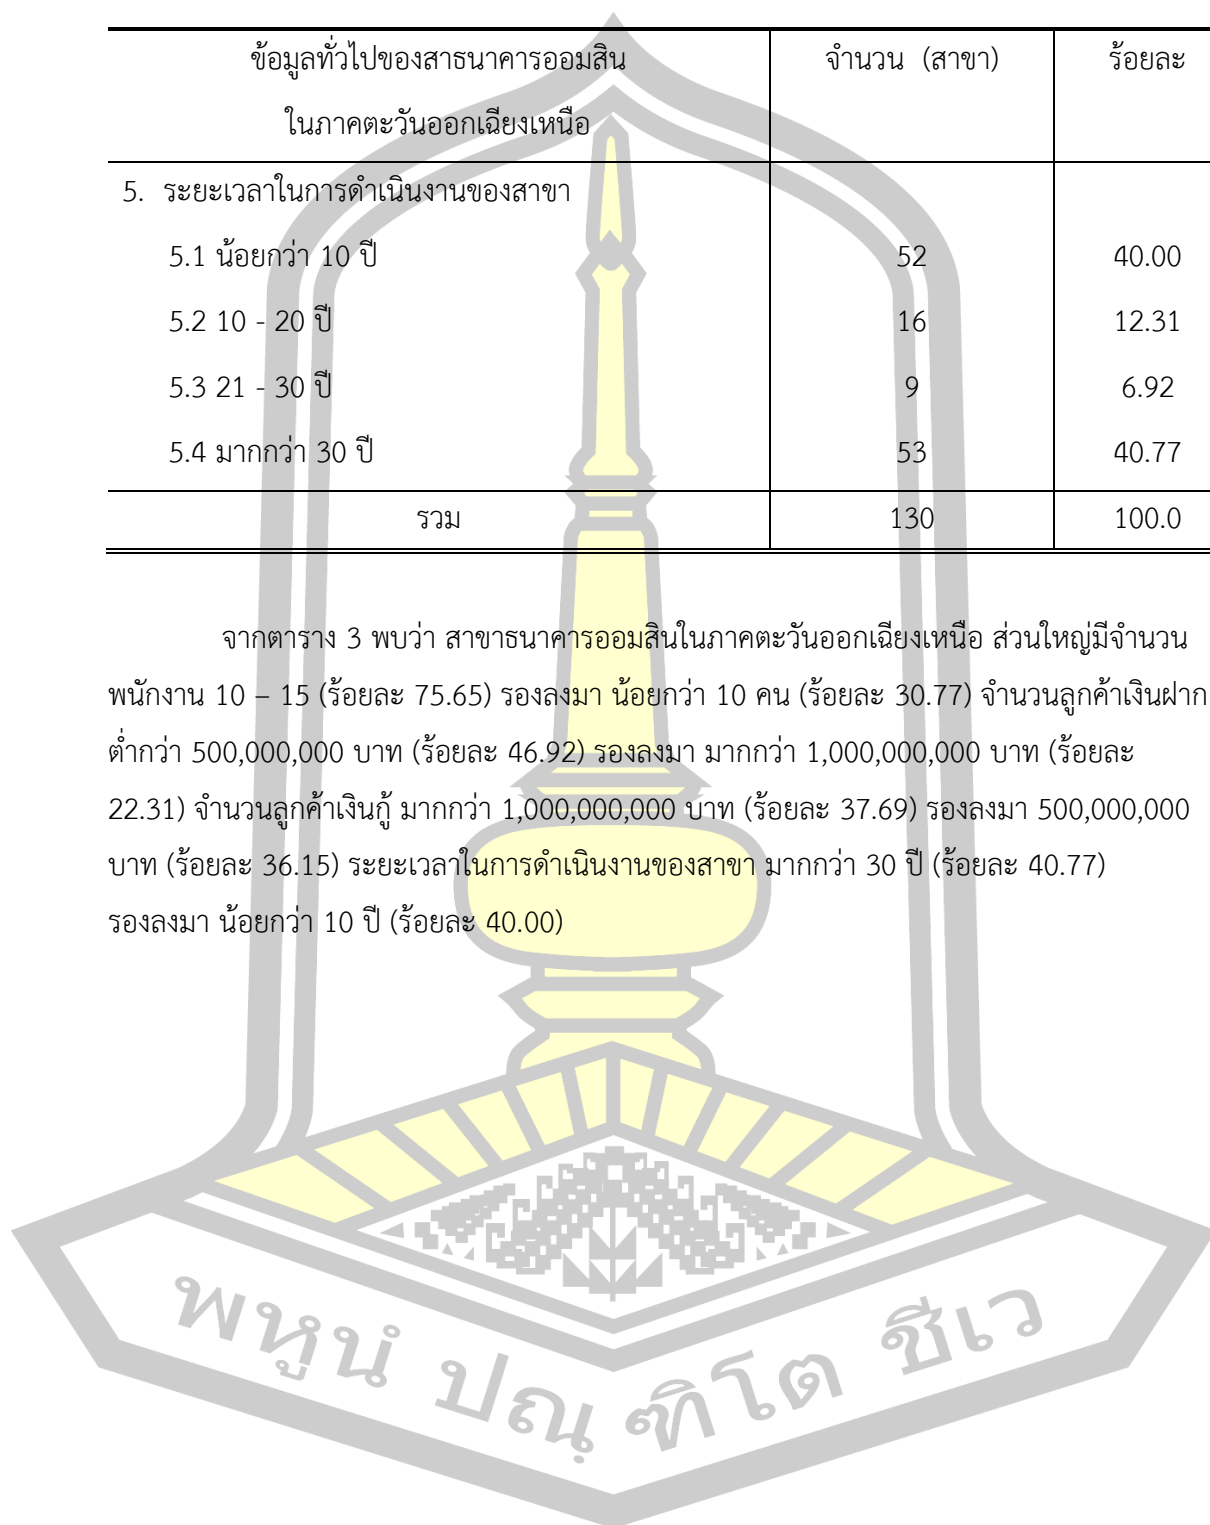 ข้อมูลทั่วไปของสาธนาคารออมสิน จำนวน (สาขา) ร้อยละ
ในภาคตะวันออกเฉียงเหนือ
5. ระยะเวลาในการดำเนินงานของสาขา
5.1 น้อยกว่า 10 ปี 52 40.00
5.2 10 - 20 ปี 16 12.31
5.3 21 - 30 ปี 9 6.92
5.4 มากกว่า 30 ปี 53 40.77
รวม 130 100.0
จากตาราง 3 พบว่า สาขาธนาคารออมสินในภาคตะวันออกเฉียงเหนือ ส่วนใหญ่มีจำนวน
พนักงาน 10 – 15 (ร้อยละ 75.65) รองลงมา น้อยกว่า 10 คน (ร้อยละ 30.77) จำนวนลูกค้าเงินฝาก
ต่ำกว่า 500,000,000 บาท (ร้อยละ 46.92) รองลงมา มากกว่า 1,000,000,000 บาท (ร้อยละ
22.31) จำนวนลูกค้าเงินกู้ มากกว่า 1,000,000,000 บาท (ร้อยละ 37.69) รองลงมา 500,000,000
บาท (ร้อยละ 36.15) ระยะเวลาในการดำเนินงานของสาขา มากกว่า 30 ปี (ร้อยละ 40.77)
รองลงมา น้อยกว่า 10 ปี (ร้อยละ 40.00)
พหูนํ ปณฺฑิโต ชีเว